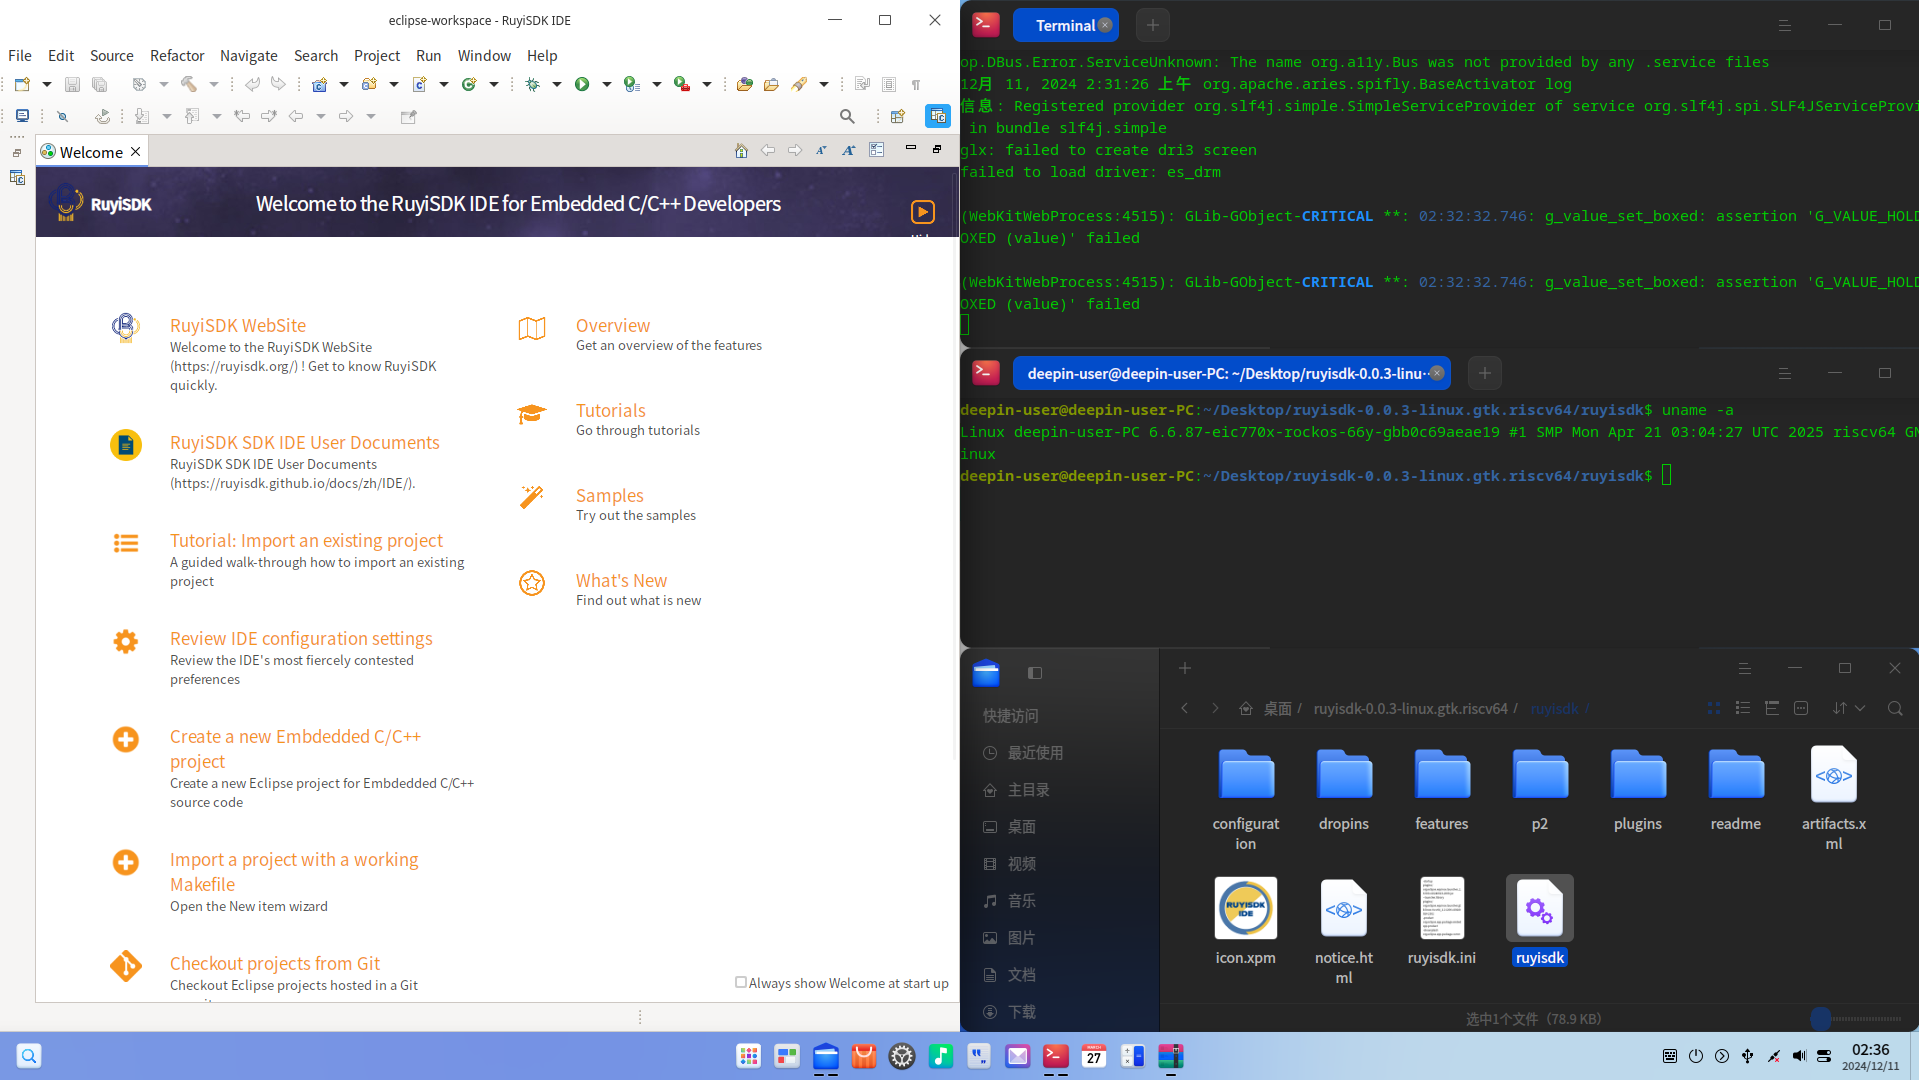 eclipse-workspace - RuyiSDK IDE
File Edit Source Refactor Navigate Search Project Run Window Help
Welcome
RuyiSDK
Welcome to the RuyiSDK IDE for Embedded C/C++ Developers
RuyiSDK WebSite
Welcome to the RuyiSDK WebSite
(https://ruyisdk.org/) ! Get to know RuyiSDK
quickly.
RuyiSDK SDK IDE User Documents
RuyiSDK SDK IDE User Documents
(https://ruyisdk.github.io/docs/zh/IDE/).
Tutorial: Import an existing project
A guided walk-through how to import an existing
project
Review IDE configuration settings
Review the IDE's most fiercely contested
preferences
Create a new Embdedded C/C++
project
Create a new Eclipse project for Embdedded C/C++
source code
Import a project with a working
Makefile
Open the New item wizard
Checkout projects from Git
Checkout Eclipse projects hosted in a Git
Overview
Get an overview of the features
Tutorials
Go through tutorials
Samples
Try out the samples
What's New
Find out what is new
Always show Welcome at start up
Terminal
op.DBus.Error.ServiceUnknown: The name org.a11y.Bus was not provided by any .service files
12月 11, 2024 2:31:26 上午 org.apache.aries.spifly.BaseActivator log
信息: Registered provider org.slf4j.simple.SimpleServiceProvider of service org.slf4j.spi.SLF4JServiceProvi
in bundle slf4j.simple
glx: failed to create dri3 screen
failed to load driver: es_drm
(WebKitWebProcess:4515): GLib-GObject-CRITICAL **: 02:32:32.746: g_value_set_boxed: assertion 'G_VALUE_HOLD
OXED (value)' failed
(WebKitWebProcess:4515): GLib-GObject-CRITICAL **: 02:32:32.746: g_value_set_boxed: assertion 'G_VALUE_HOLD
OXED (value)' failed
deepin-user@deepin-user-PC: ~/Desktop/ruyisdk-0.0.3-linu··
deepin-user@deepin-user-PC:~/Desktop/ruyisdk-0.0.3-linux.gtk.riscv64/ruyisdk$ uname -a
Linux deepin-user-PC 6.6.87-eic770x-rockos-66y-gbb0c69aeae19 #1 SMP Mon Apr 21 03:04:27 UTC 2025 riscv64 GN
inux
deepin-user@deepin-user-PC:~/Desktop/ruyisdk-0.0.3-linux.gtk.riscv64/ruyisdk$
桌面 / ruyisdk-0.0.3-linux.gtk.riscv64 / ruyisdk /
快捷访问
最近使用
主目录
桌面
视频
音乐
图片
文档
下载
configurat
ion
dropins
features
p2
plugins
readme
artifacts.x
ml
RUYISDK
IDE
icon.xpm
notice.ht
ml
ruyisdk.ini
ruyisdk
选中1个文件（78.9 KB）
MARCH
27
02:36
2024/12/11